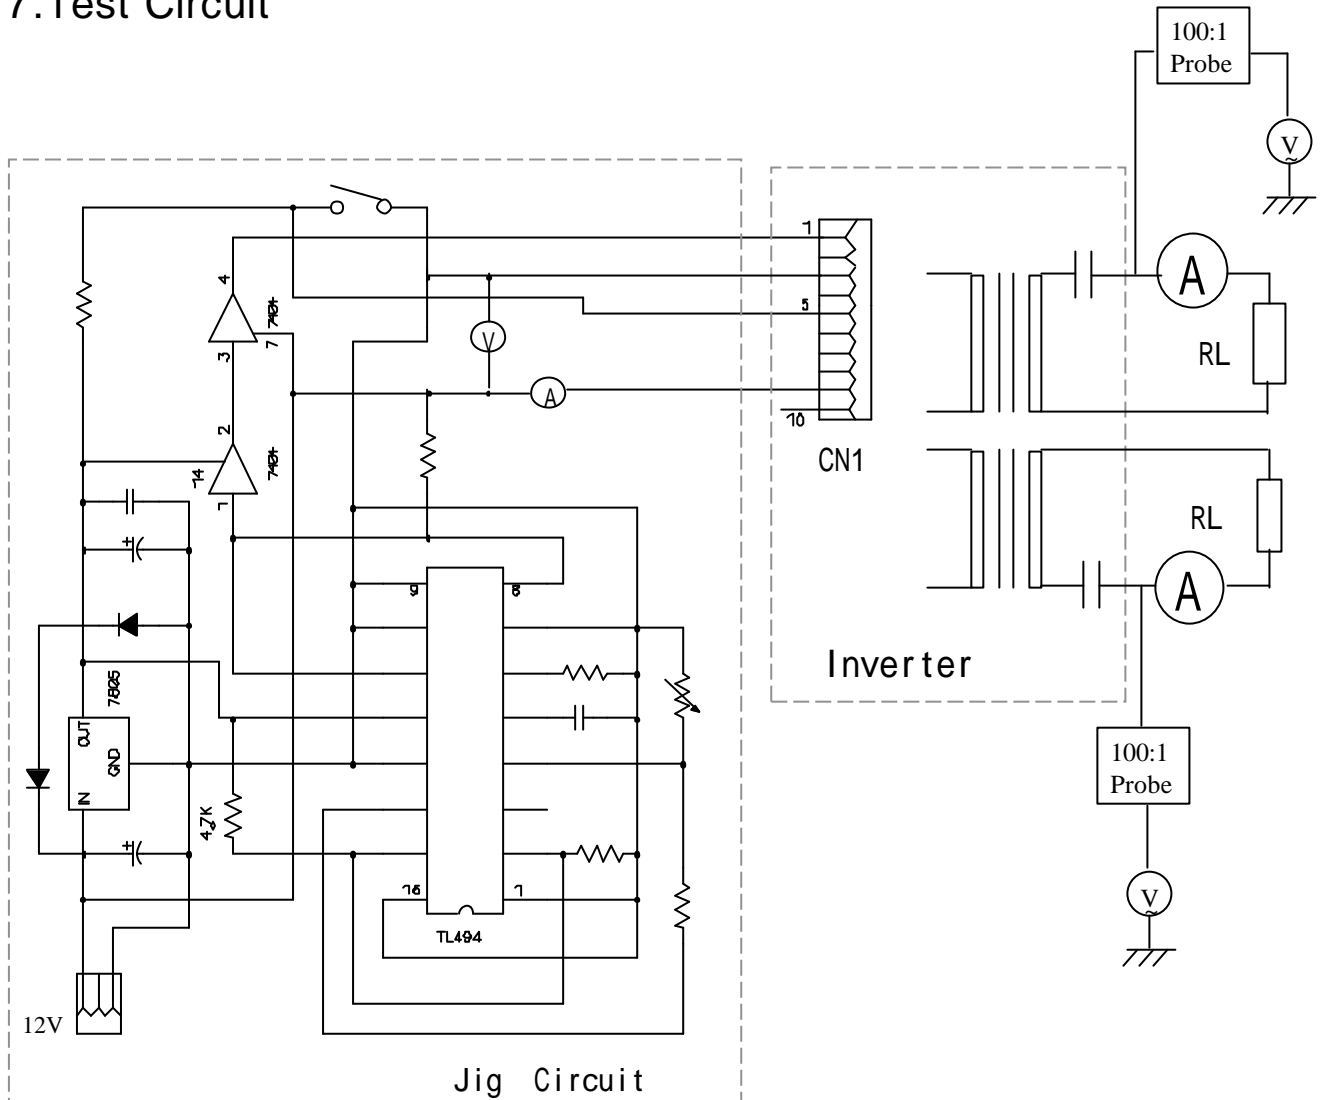 7.Test Circuit
100:1
Probe
V
~
1
4
3
7
5
V
A
A
RL
10
CN1
2
14
1
RL
A
9
8
Inverter
7805
OUT
GND
IN
4.7K
100:1
Probe
16
1
TL494
V
~
12V
Jig Circuit